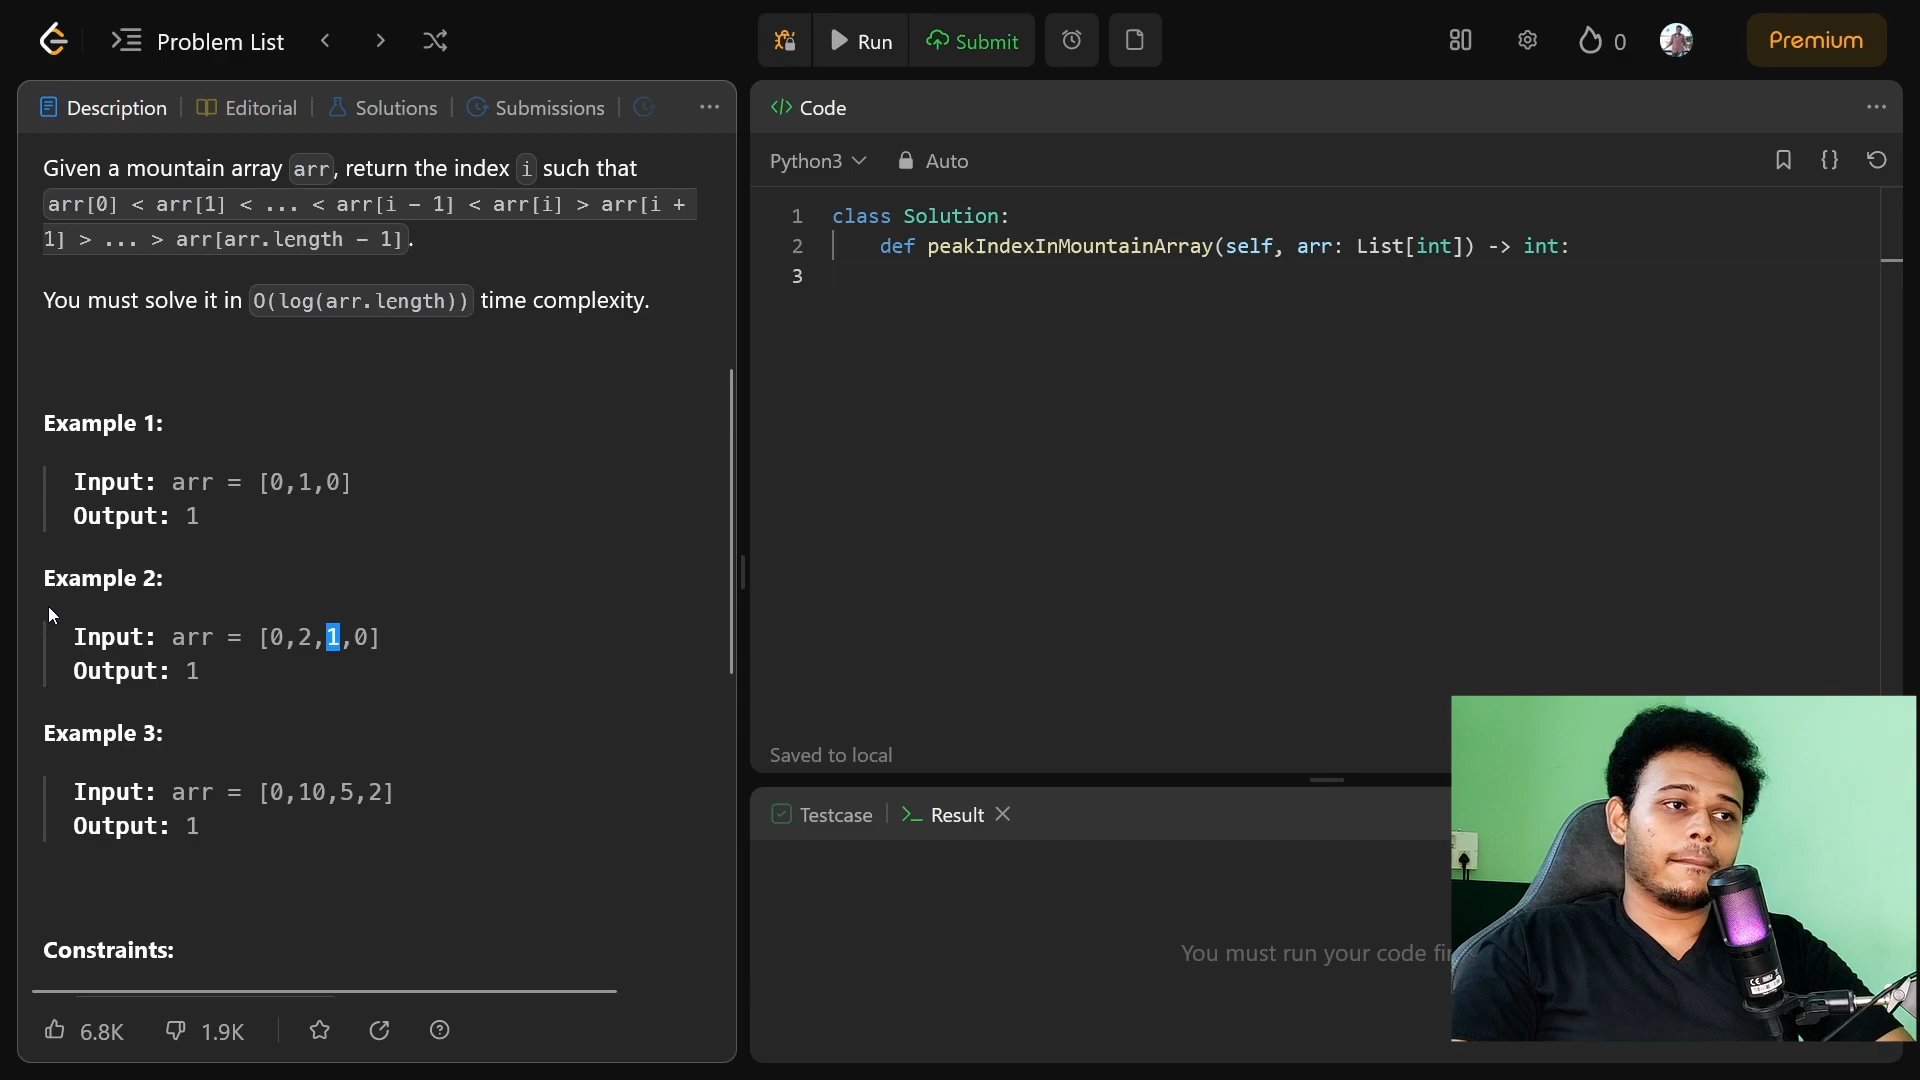 Problem List
Run
Submit
0
Premium
Description
Editorial
Solutions
Submissions
Given a mountain array arr, return the index i such that
arr[0] < arr[1] < ... < arr[i - 1] < arr[i] > arr[i +
1] > ... > arr[arr.length - 1].
You must solve it in O(log(arr.length)) time complexity.
Example 1:
Input: arr = [0,1,0]
Output: 1
Example 2:
Input: arr = [0,2,1,0]
Output: 1
Example 3:
Input: arr = [0,10,5,2]
Output: 1
Constraints:
6.8K
1.9K
</> Code
Python3
Auto
{}
1 class Solution:
2 def peakIndexInMountainArray(self, arr: List[int]) -> int:
3
Saved to local
Testcase
>_ Result
You must run your code fi